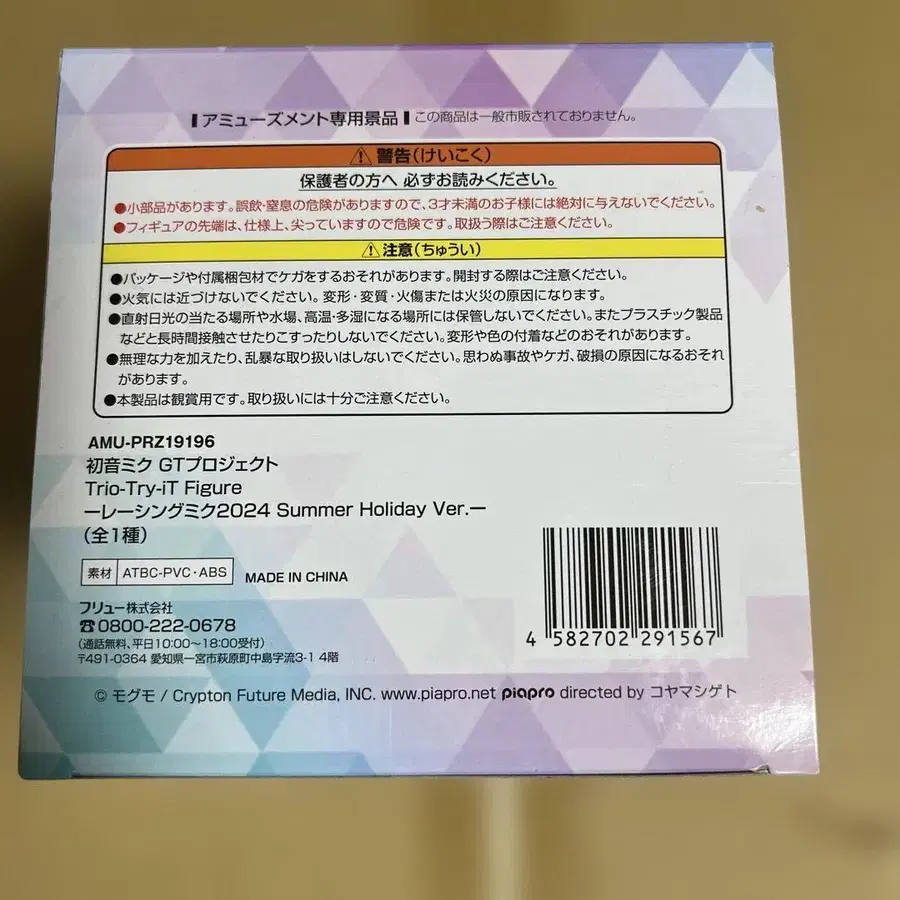 アミューズメント専用景品 この商品は一般市販されておりません。
⚠警告(けいこく)
保護者の方へ 必ずお読みください。
●小部品があります。誤飲・窒息の危険がありますので、3才未満のお子様には絶対に与えないでください。
●フィギュアの先端は、仕様上、尖っていますので危険です。取扱う際はご注意ください。
⚠注意(ちゅうい)
●パッケージや付属梱包材でケガをするおそれがあります。開封する際はご注意ください。
●火気には近づけないでください。変形・変質・火傷または火災の原因になります。
●直射日光の当たる場所や水場、高温・多湿になる場所には保管しないでください。またプラスチック製品
などと長時間接触させたりこすったりしないでください。変形や色の付着などのおそれがあります。
●無理な力を加えたり、乱暴な取り扱いはしないでください。思わぬ事故やケガ、破損の原因になるおそれ
があります。
●本製品は観賞用です。取り扱いには十分ご注意ください。
AMU-PRZ19196
初音ミク GTプロジェクト
Trio-Try-iT Figure
ーレーシングミク2024 Summer Holiday Ver.ー
(全1種)
素材 ATBC-PVC・ABS MADE IN CHINA
フリュー株式会社
☎0800-222-0678
(通話無料、平日10:00~18:00受付)
〒491-0364 愛知県一宮市萩原町中島字流3-1 4階
4 582702 291567
© モグモ / Crypton Future Media, INC. www.piapro.net piapro directed by コヤマシゲト